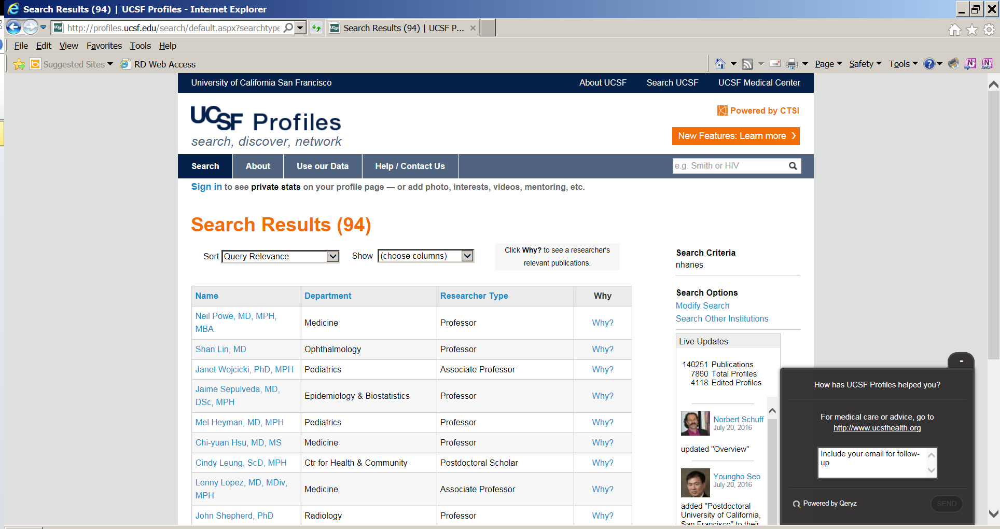 Search Results (94) | UCSF Profiles - Internet Explorer
http://profiles.ucsf.edu/search/default.aspx?searchtype
Search Results (94) | UCSF P...
File Edit View Favorites Tools Help
Suggested Sites RD Web Access
Page Safety Tools
University of California San Francisco
About UCSF Search UCSF UCSF Medical Center
UCSF Profiles
search, discover, network
Powered by CTSI
New Features: Learn more
Search About Use our Data Help / Contact Us
e.g. Smith or HIV
Sign in to see private stats on your profile page — or add photo, interests, videos, mentoring, etc.
Search Results (94)
Sort Query Relevance Show (choose columns)
Click Why? to see a researcher's
relevant publications.
Name Department Researcher Type Why
Neil Powe, MD, MPH,
MBA
Medicine Professor Why?
Shan Lin, MD Ophthalmology Professor Why?
Janet Wojcicki, PhD, MPH Pediatrics Associate Professor Why?
Jaime Sepulveda, MD,
DSc, MPH
Epidemiology & Biostatistics Professor Why?
Mel Heyman, MD, MPH Pediatrics Professor Why?
Chi-yuan Hsu, MD, MS Medicine Professor Why?
Cindy Leung, ScD, MPH Ctr for Health & Community Postdoctoral Scholar Why?
Lenny Lopez, MD, MDiv,
MPH
Medicine Associate Professor Why?
John Shepherd, PhD Radiology Professor Why?
Search Criteria
nhanes
Search Options
Modify Search
Search Other Institutions
Live Updates
140251 Publications
7860 Total Profiles
4118 Edited Profiles
Norbert Schuff
July 20, 2016
updated "Overview"
Youngho Seo
July 20, 2016
added "Postdoctoral
University of California,
San Francisco" to their
-
How has UCSF Profiles helped you?
For medical care or advice, go to
http://www.ucsfhealth.org
Include your email for follow-
up
Powered by Qeryz
SEND